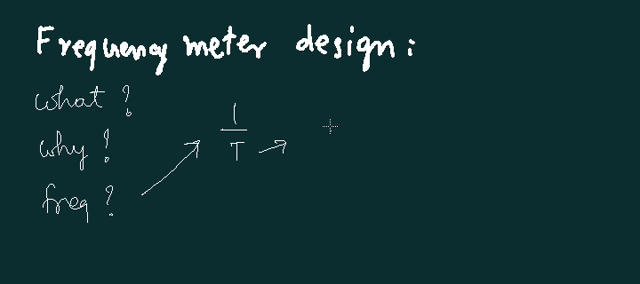 Frequency meter design:
what?
why?
freq? → 1/T →